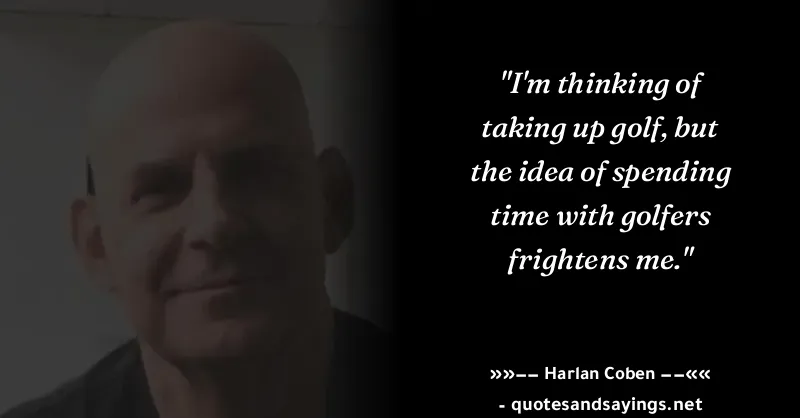 "I'm thinking of
taking up golf, but
the idea of spending
time with golfers
frightens me."
»»–– Harlan Coben ––««
- quotesandsayings.net